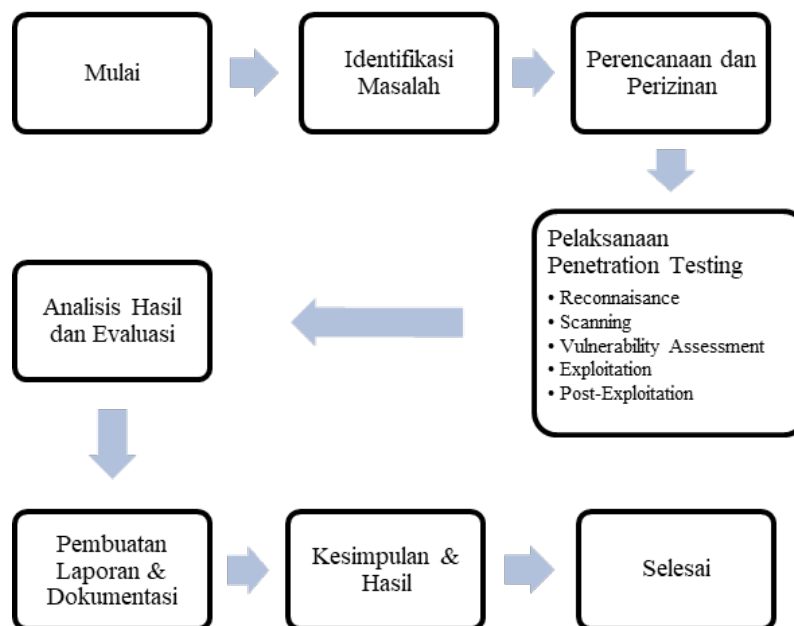 Mulai
Identifikasi
Masalah
Perencanaan dan
Perizinan
Pelaksanaan
Penetration Testing
• Reconnaisance
• Scanning
• Vulnerability Assessment
• Exploitation
• Post-Exploitation
Analisis Hasil
dan Evaluasi
Pembuatan
Laporan &
Dokumentasi
Kesimpulan &
Hasil
Selesai